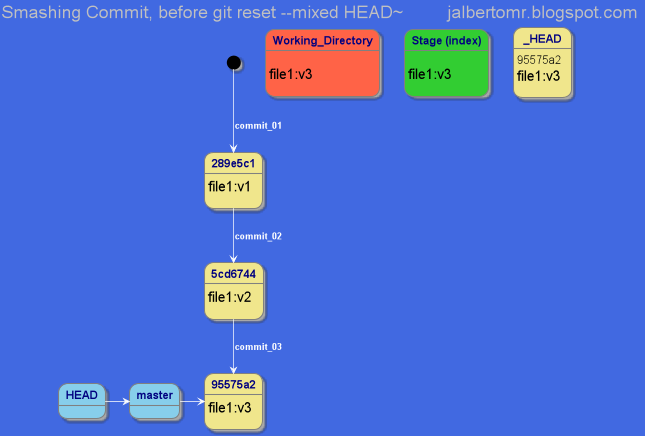 Smashing Commit, before git reset --mixed HEAD~ jalbertomr.blogspot.com
Working_Directory
file1:v3
Stage (index)
file1:v3
_HEAD
95575a2
file1:v3
commit_01
289e5c1
file1:v1
commit_02
5cd6744
file1:v2
commit_03
HEAD
master
95575a2
file1:v3